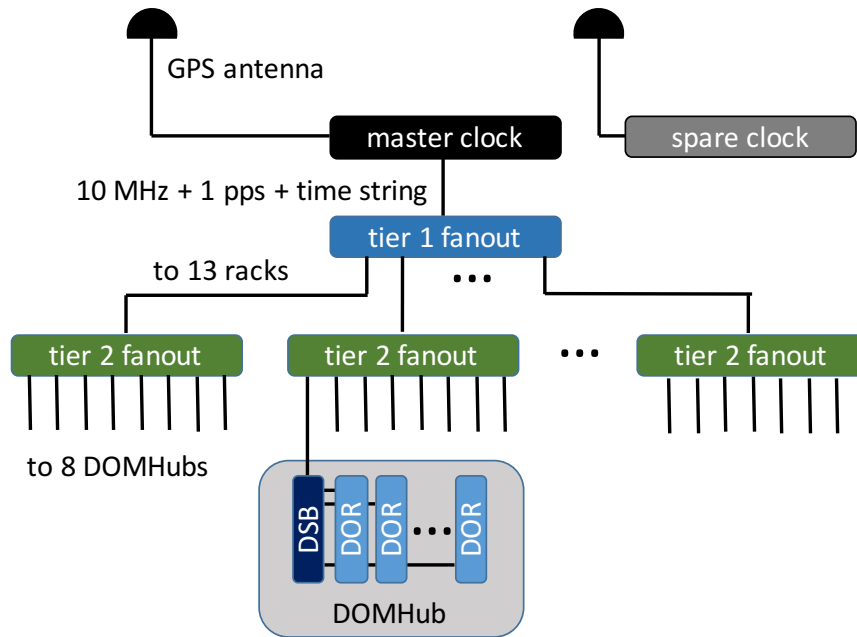 GPS antenna
master clock
spare clock
10 MHz + 1 pps + time string
tier 1 fanout
to 13 racks
...
tier 2 fanout
tier 2 fanout
...
tier 2 fanout
to 8 DOMHubs
DSB
DOR
DOR
...
DOR
DOMHub